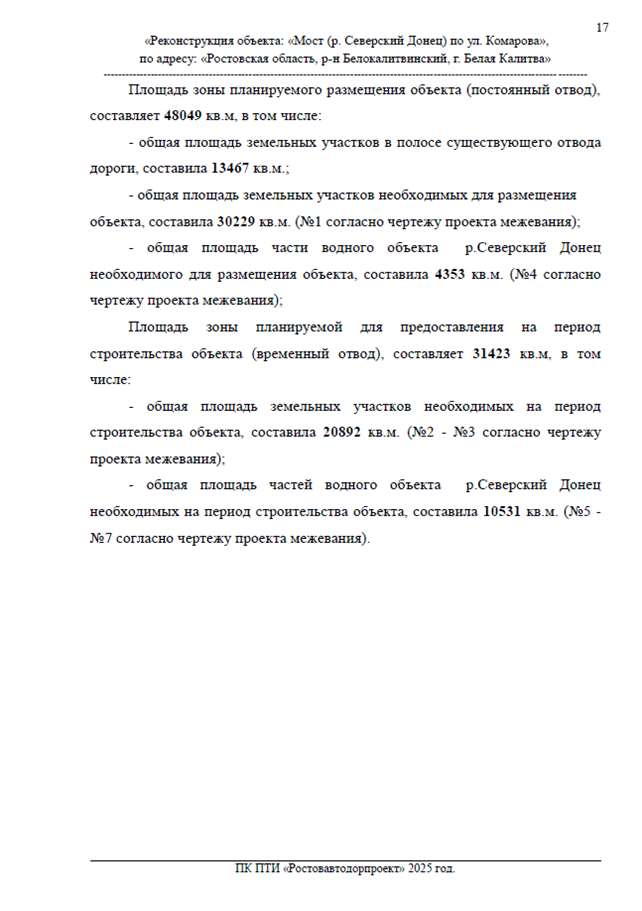 17
«Реконструкция объекта: «Мост (р. Северский Донец) по ул. Комарова»,
по адресу: «Ростовская область, р-н Белокалитвинский, г. Белая Калитва»
Площадь зоны планируемого размещения объекта (постоянный отвод),
составляет 48049 кв.м, в том числе:
- общая площадь земельных участков в полосе существующего отвода
дороги, составила 13467 кв.м.;
- общая площадь земельных участков необходимых для размещения
объекта, составила 30229 кв.м. (№1 согласно чертежу проекта межевания);
- общая площадь части водного объекта р.Северский Донец
необходимого для размещения объекта, составила 4353 кв.м. (№4 согласно
чертежу проекта межевания);
Площадь зоны планируемой для предоставления на период
строительства объекта (временный отвод), составляет 31423 кв.м, в том
числе:
- общая площадь земельных участков необходимых на период
строительства объекта, составила 20892 кв.м. (№2 - №3 согласно чертежу
проекта межевания);
- общая площадь частей водного объекта р.Северский Донец
необходимых на период строительства объекта, составила 10531 кв.м. (№5 -
№7 согласно чертежу проекта межевания).
ПК ПТИ «Ростовавтодорпроект» 2025 год.